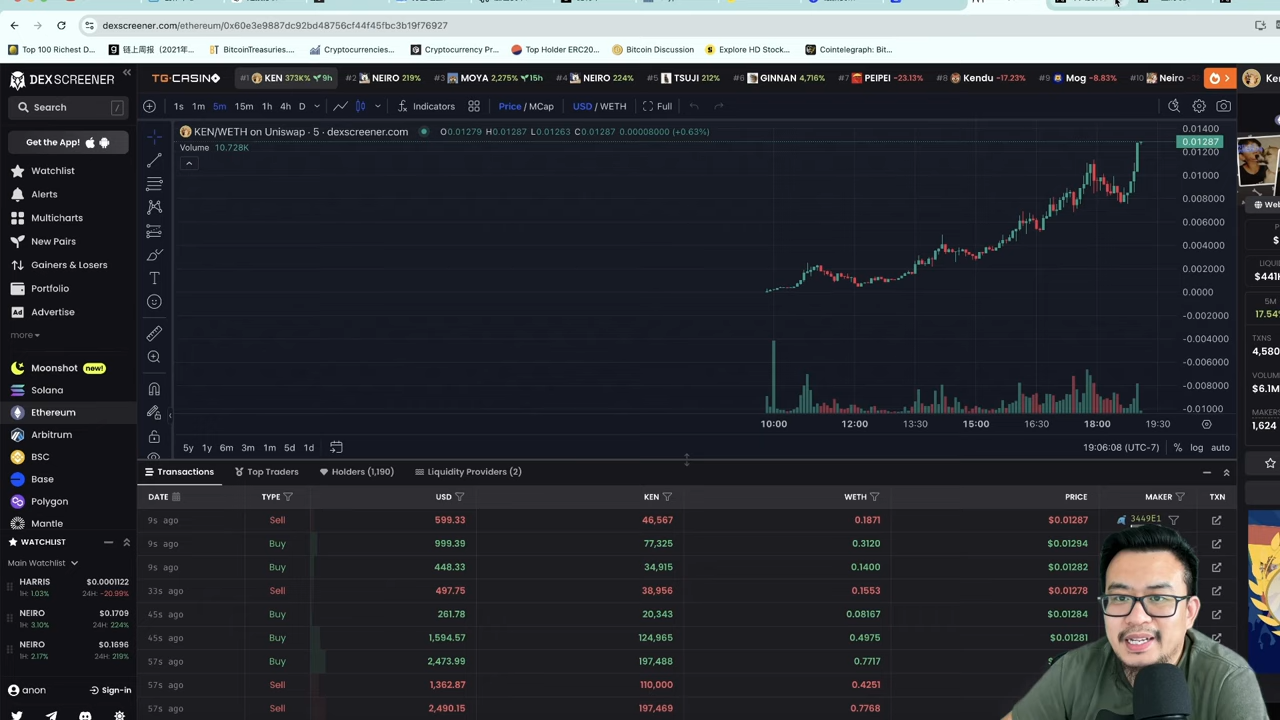 dexscreener.com/ethereum/0x60e3e9887dc92bd48756cf44f45fbc3b19f76927
Top 100 Richest D... 链上周报（2021年... BitcoinTreasuries.... Cryptocurrencies,... Cryptocurrency Pr... Top Holder ERC20... Bitcoin Discussion Explore HD Stock... Cointelegraph: Bit...
DEXSCREENER
TG.CASINO
#1 KEN 373K% 9h #2 NEIRO 219% #3 MOYA 2,275% 15h #4 NEIRO 224% #5 TSUJI 212% #6 GINNAN 4,716% #7 PEIPEI -23.13% #8 Kendu -17.23% #9 Mog -8.83% #10 Neiro
Search /
1s 1m 5m 15m 1h 4h D Indicators Price / MCap USD / WETH Full
Get the App!
Watchlist
Alerts
Multicharts
New Pairs
Gainers & Losers
Portfolio
Advertise
more
Moonshot new!
Solana
Ethereum
Arbitrum
BSC
Base
Polygon
Mantle
WATCHLIST
Main Watchlist
HARRIS $0.0001122
1H: 1.03% 24H: -20.99%
NEIRO $0.1709
1H: 3.10% 24H: 224%
NEIRO $0.1696
1H: 2.17% 24H: 219%
anon Sign-in
KEN/WETH on Uniswap · 5 · dexscreener.com O0.01279 H0.01287 L0.01263 C0.01287 0.00008000 (+0.63%)
Volume 10.728K
0.01400
0.01287
0.01200
0.01000
0.008000
0.006000
0.004000
0.002000
0.0000
-0.002000
-0.004000
-0.006000
-0.008000
-0.01000
10:00 12:00 13:30 15:00 16:30 18:00 19:30
5y 1y 6m 3m 1m 5d 1d 19:06:08 (UTC-7) % log auto
Transactions Top Traders Holders (1,190) Liquidity Providers (2)
DATE TYPE USD KEN WETH PRICE MAKER TXN
9s ago Sell 599.33 46,567 0.1871 $0.01287 3449E1
9s ago Buy 999.39 77,325 0.3120 $0.01294
9s ago Buy 448.33 34,915 0.1400 $0.01282
33s ago Sell 497.75 38,956 0.1553 $0.01278
45s ago Buy 261.78 20,343 0.08167 $0.01284
45s ago Buy 1,594.57 124,965 0.4975 $0.01281
57s ago Buy 2,473.99 197,488 0.7717
57s ago Sell 1,362.87 110,000 0.4251
57s ago Sell 2,490.15 197,469 0.7768
Web
$
$441K
5M
17.54%
TXNS
4,580
$6.1M
MAKERS
1,624